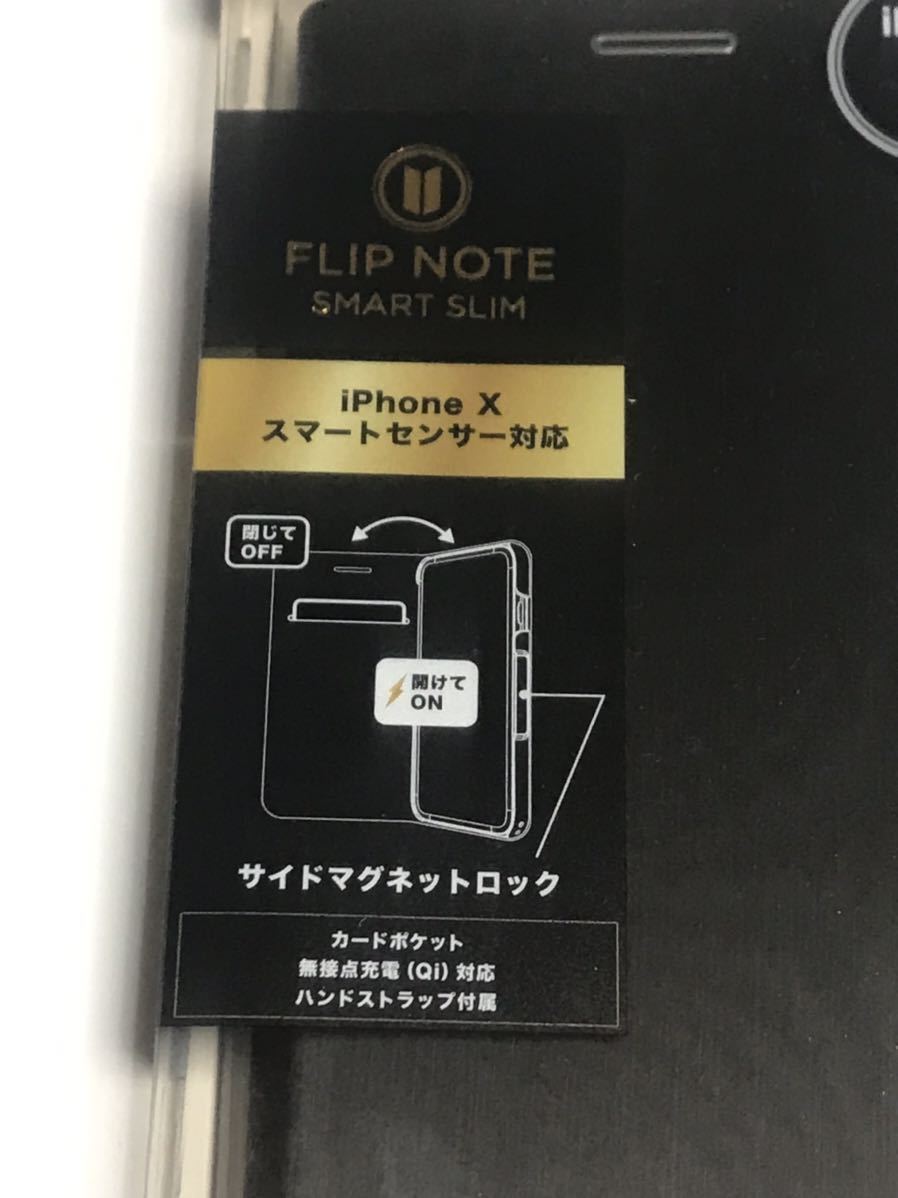 FLIP NOTE
SMART SLIM
iPhone X
スマートセンサー対応
閉じて
OFF
開けて
ON
サイドマグネットロック
カードポケット
無接点充電(Qi)対応
ハンドストラップ付属